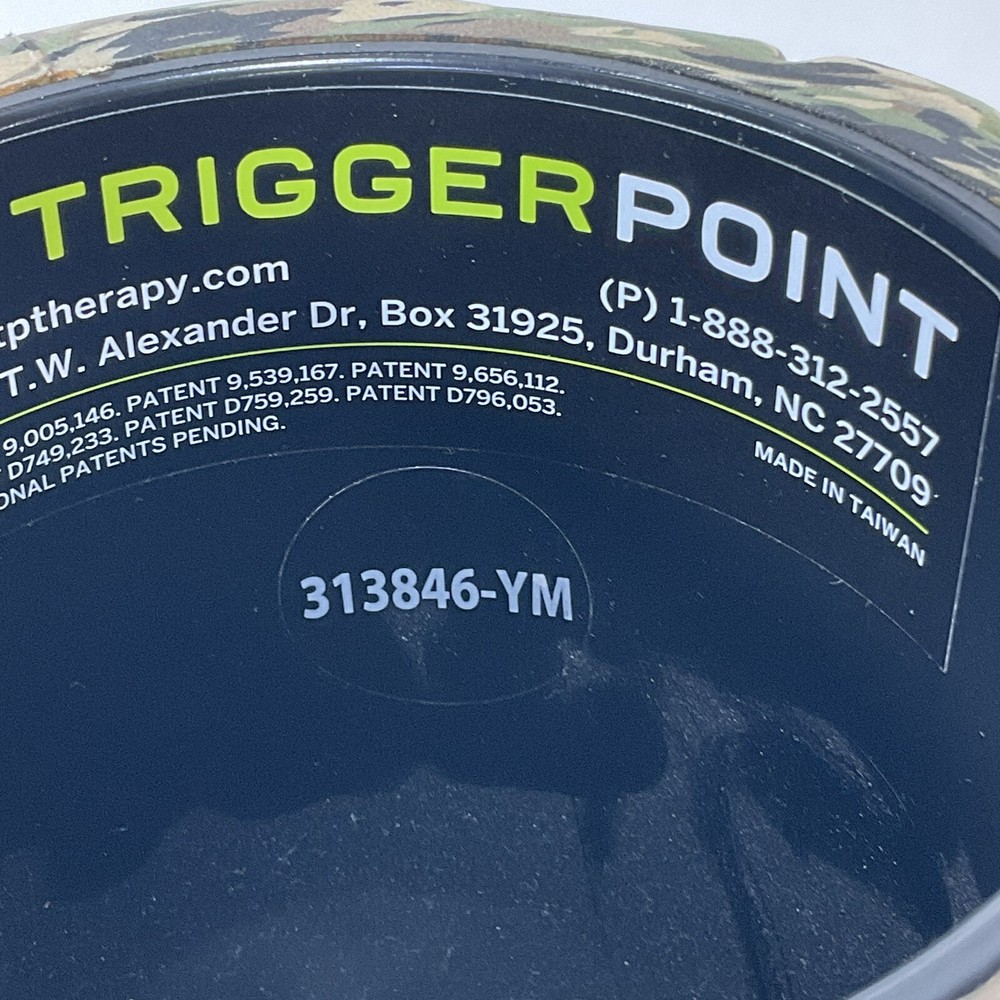 TRIGGERPOINT
tptherapy.com (P) 1-888-312-2557
T.W. Alexander Dr, Box 31925, Durham, NC 27709
9,005,146. PATENT 9,539,167. PATENT 9,656,112.
D749,233. PATENT D759,259. PATENT D796,053.
ONAL PATENTS PENDING.
MADE IN TAIWAN
313846-YM